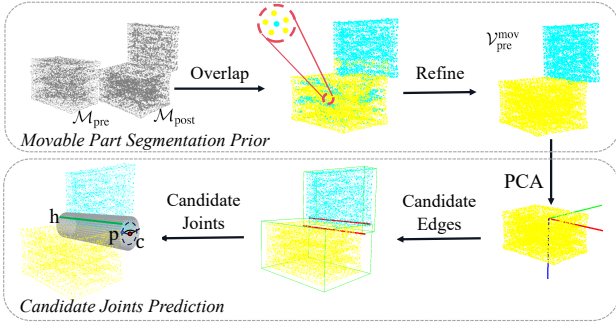 𝒱_pre^mov
Overlap
Refine
ℳ_pre
ℳ_post
Movable Part Segmentation Prior
PCA
Candidate
Joints
Candidate
Edges
h
p
c
Candidate Joints Prediction